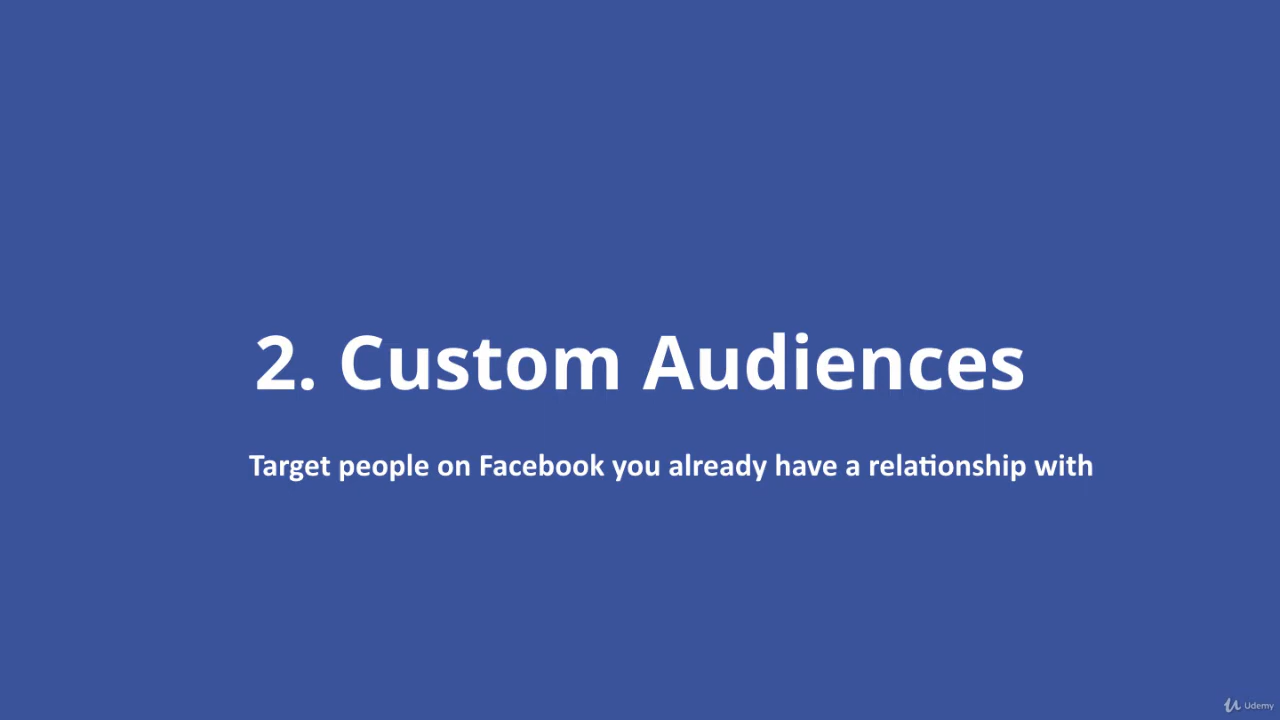 2. Custom Audiences
Target people on Facebook you already have a relationship with
Udemy